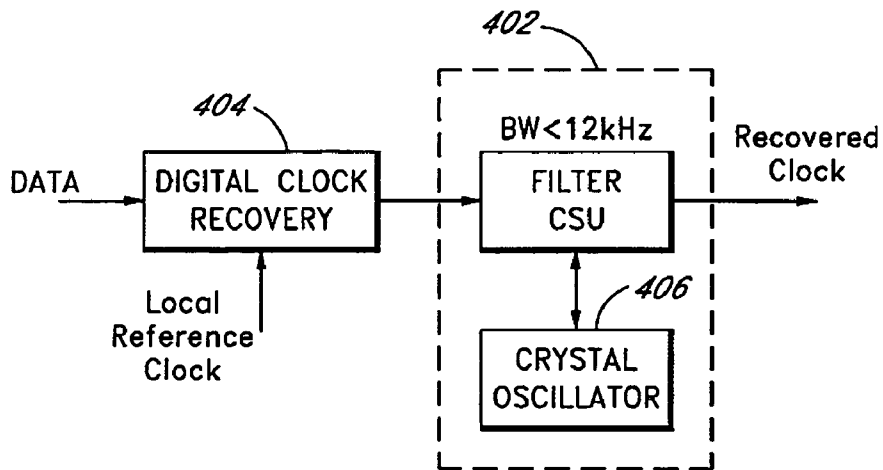 402
404
BW<12kHz
Recovered
Clock
DATA
DIGITAL CLOCK
RECOVERY
FILTER
CSU
Local
Reference
Clock
406
CRYSTAL
OSCILLATOR